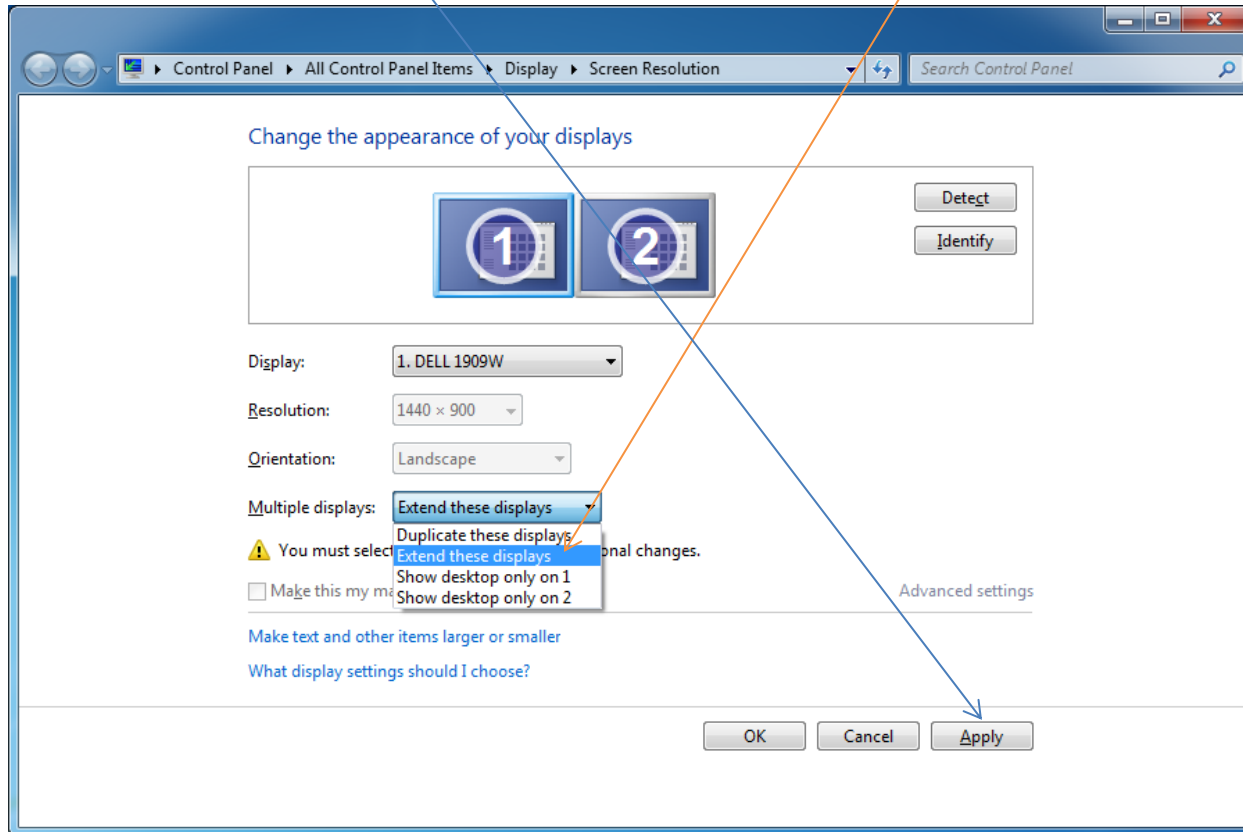 Control Panel ▸ All Control Panel Items ▸ Display ▸ Screen Resolution
Search Control Panel
Change the appearance of your displays
1 2
Detect
Identify
Display: 1. DELL 1909W
Resolution: 1440 × 900
Orientation: Landscape
Multiple displays: Extend these displays
Duplicate these displays
You must selec
Extend these displays
onal changes.
Show desktop only on 1
Make this my ma
Advanced settings
Show desktop only on 2
Make text and other items larger or smaller
What display settings should I choose?
OK Cancel Apply